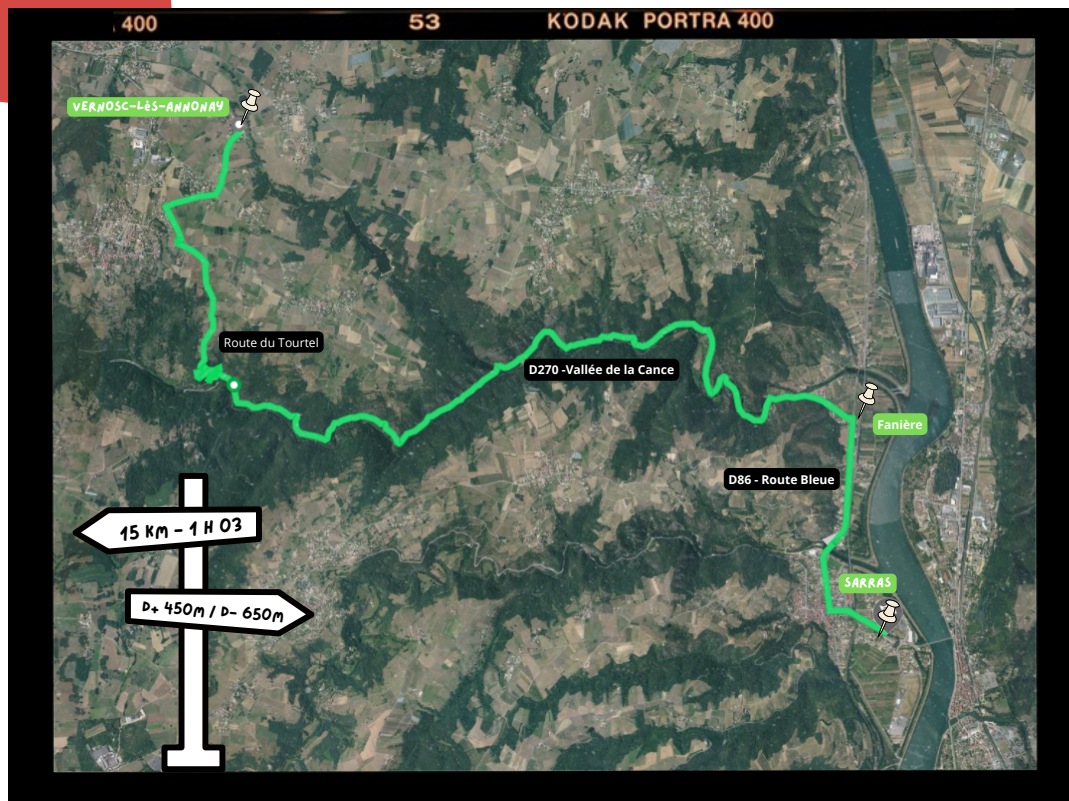 400
53
KODAK PORTRA 400
VERNOSC-LÈS-ANNONAY
Route du Tourtel
D270 -Vallée de la Cance
Fanière
D86 - Route Bleue
15 KM - 1 H 03
SARRAS
D+ 450M / D- 650M